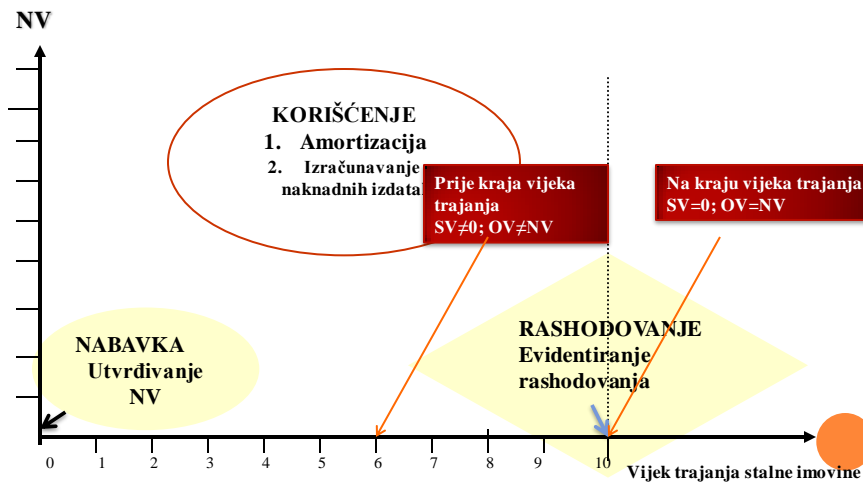 NV
KORIŠĆENJE
1. Amortizacija
2. Izračunavanje
naknadnih
Prije kraja vijeka
trajanja
SV≠0; OV≠NV
Na kraju vijeka trajanja
SV=0; OV=NV
NABAVKA
Utvrđivanje
NV
RASHODOVANJE
Evidentiranje
rashodovanja
0 1 2 3 4 5 6 7 8 9 10
Vijek trajanja stalne imovine